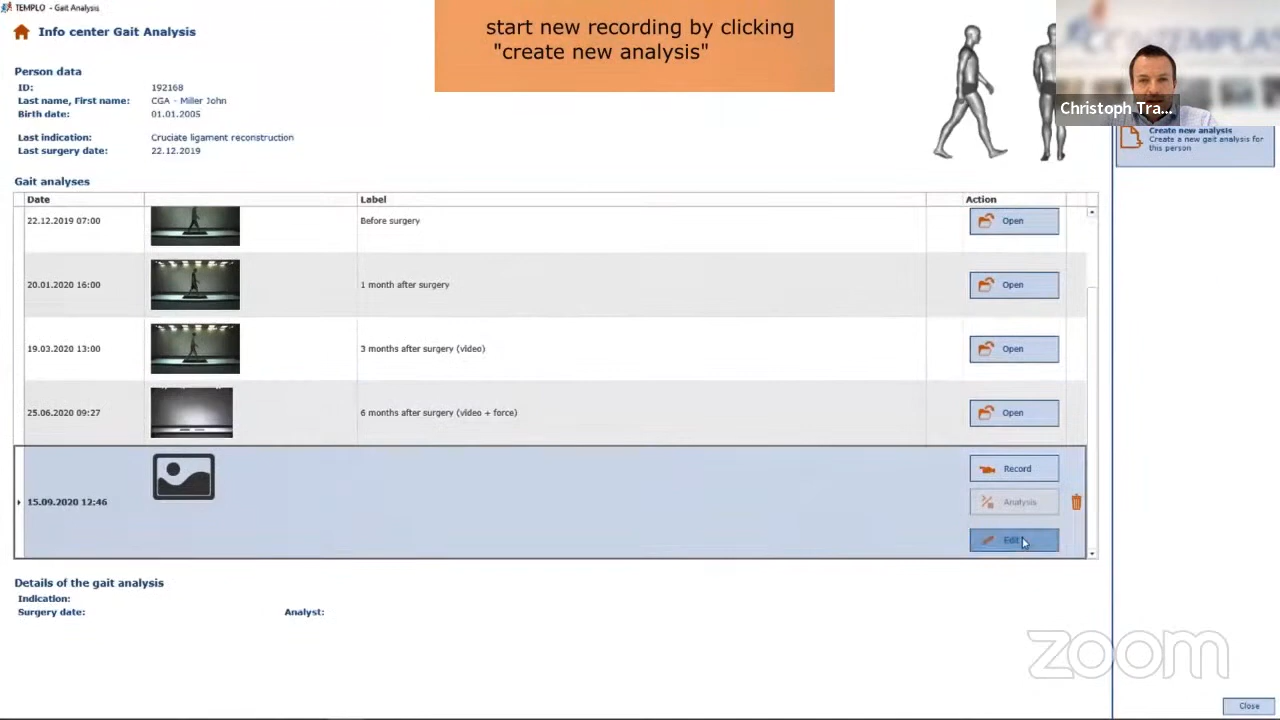 TEMPLO - Gait Analysis
Info center Gait Analysis
start new recording by clicking
"create new analysis"
Person data
ID: 192168
Last name, First name: CGA - Miller John
Birth date: 01.01.2005
Last indication: Cruciate ligament reconstruction
Last surgery date: 22.12.2019
Christoph Tra...
Create new analysis
Create a new gait analysis for
this person
Gait analyses
Date Label Action
22.12.2019 07:00 Before surgery Open
20.01.2020 16:00 1 month after surgery Open
19.03.2020 13:00 3 months after surgery (video) Open
25.06.2020 09:27 6 months after surgery (video + force) Open
Record
15.09.2020 12:46 Analysis
Edit
Details of the gait analysis
Indication:
Surgery date: Analyst:
zoom
Close